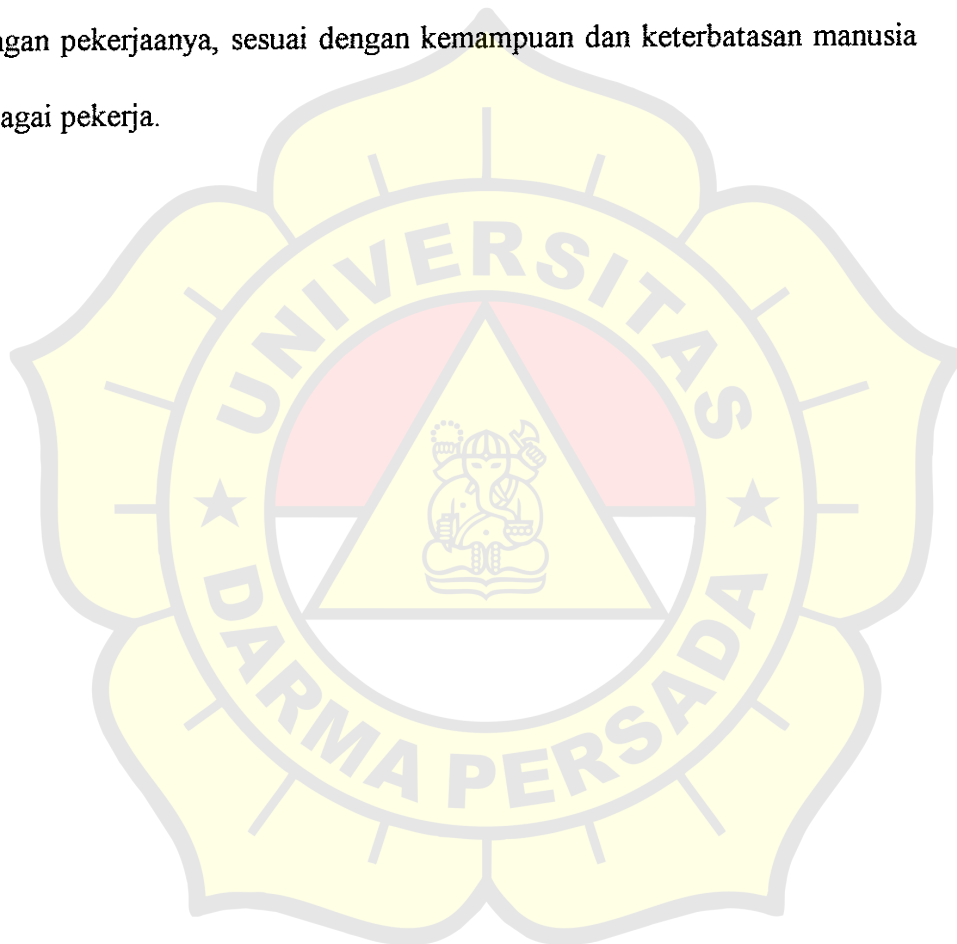 ngan pekerjaanya, sesuai dengan kemampuan dan keterbatasan manusia
agai pekerja.
UNIVERSITAS
DARMA PERSADA